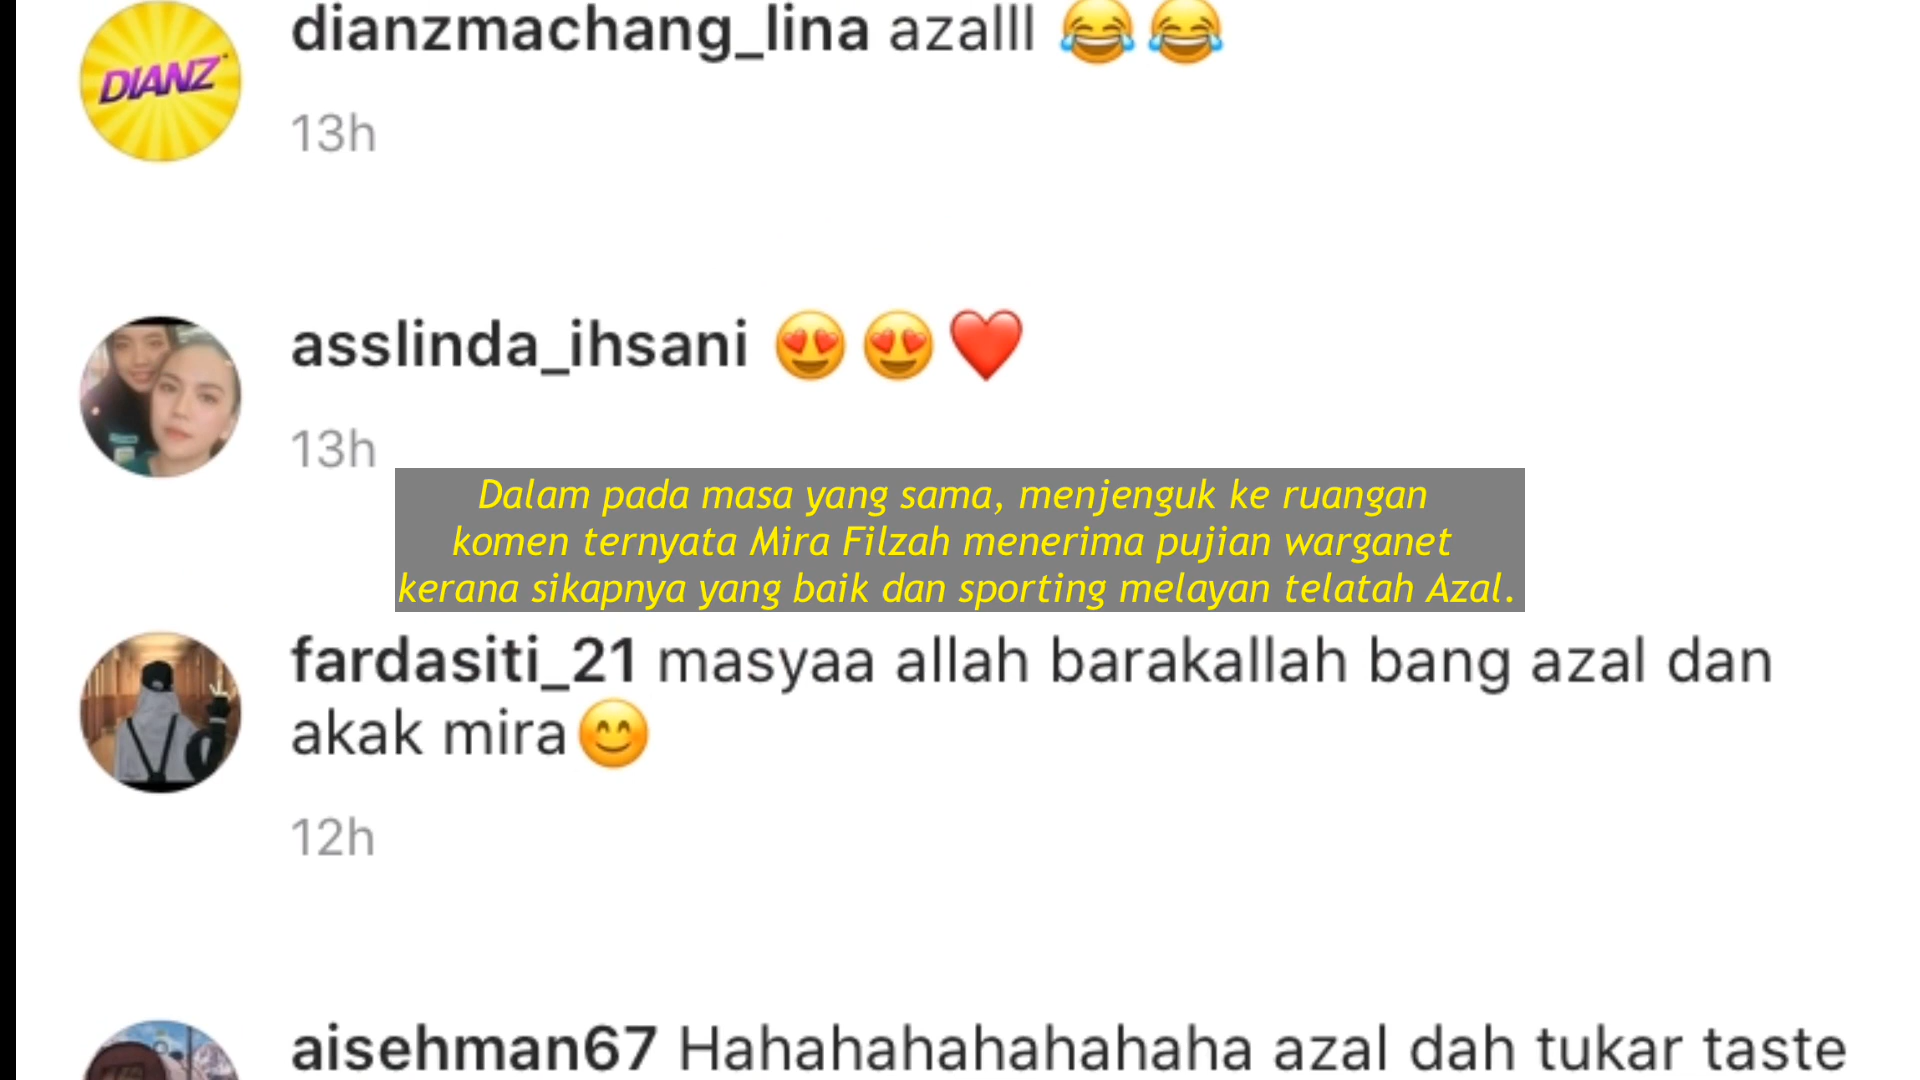 DIANZ
dianzmachang_lina azalll 😂😂
13h
asslinda_ihsani 😍😍❤️
13h
Dalam pada masa yang sama, menjenguk ke ruangan
komen ternyata Mira Filzah menerima pujian warganet
kerana sikapnya yang baik dan sporting melayan telatah Azal.
fardasiti_21 masyaa allah barakallah bang azal dan
akak mira😊
12h
aisehman67 Hahahahahahahaha azal dah tukar taste